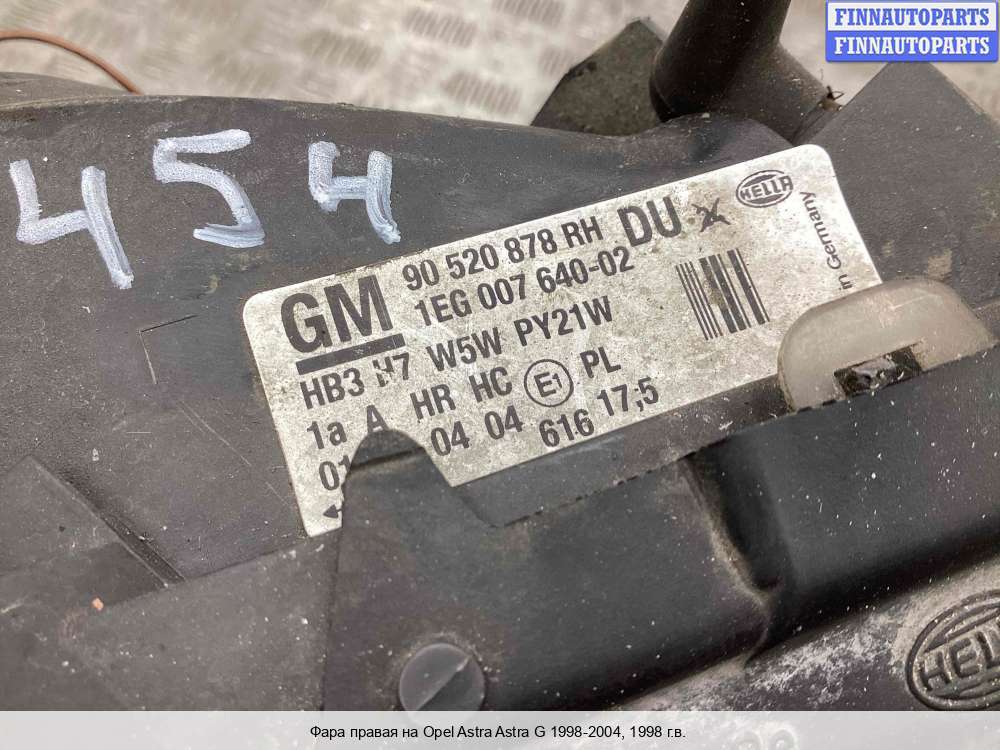 FINNAUTOPARTS
FINNAUTOPARTS
454
HELLA
90 520 878 RH DU
GM
1EG 007 640-02
in Germany
HB3 H7 W5W PY21W
1a A HR HC E1 PL
01 04 04 616 17,5
HELL
Фара правая на Opel Astra Astra G 1998-2004, 1998 г.в.